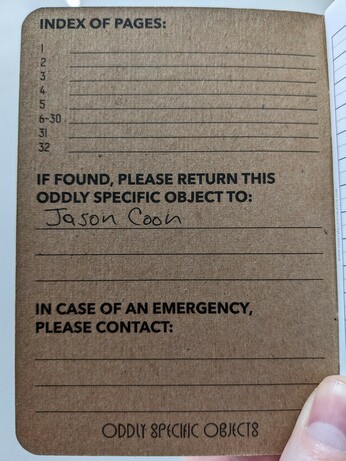 INDEX OF PAGES:
1
2
3
4
5
6-30
31
32
IF FOUND, PLEASE RETURN THIS
ODDLY SPECIFIC OBJECT TO:
Jason Coon
IN CASE OF AN EMERGENCY,
PLEASE CONTACT:
ODDLY SPECIFIC OBJECTS